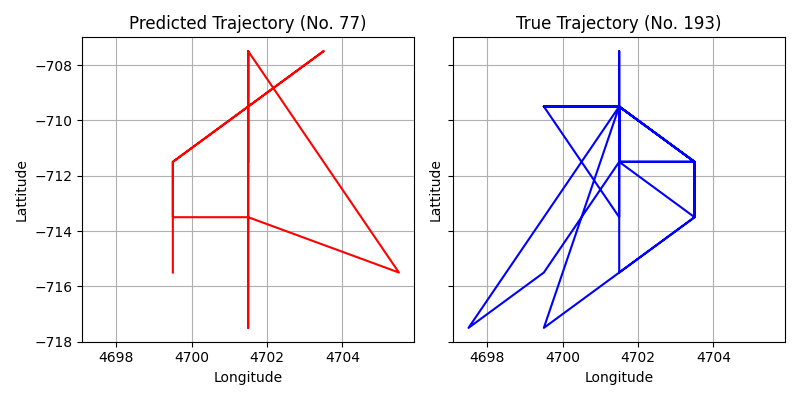 Predicted Trajectory (No. 77)
True Trajectory (No. 193)
−708
−710
−712
−714
−716
−718
Lattitude
Lattitude
4698
4700
4702
4704
4698
4700
4702
4704
Longitude
Longitude